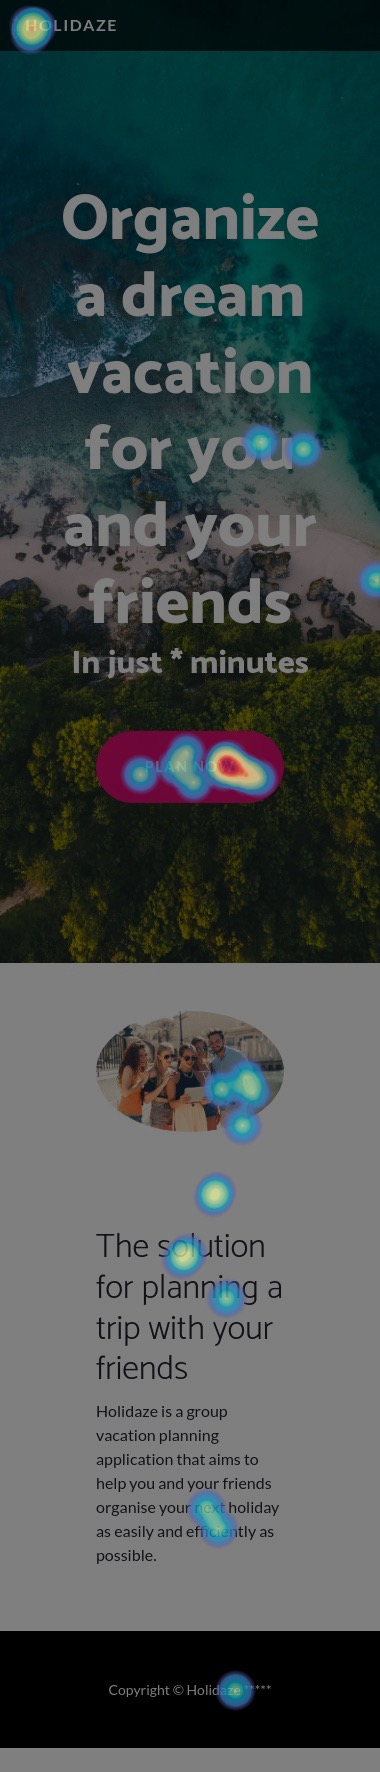 HOLIDAZE
Organize
a dream
vacation
for you
and your
friends
In just * minutes
PLAN NOW
The solution
for planning a
trip with your
friends
Holidaze is a group
vacation planning
application that aims to
help you and your friends
organise your next holiday
as easily and efficiently as
possible.
Copyright © Holidaze *****